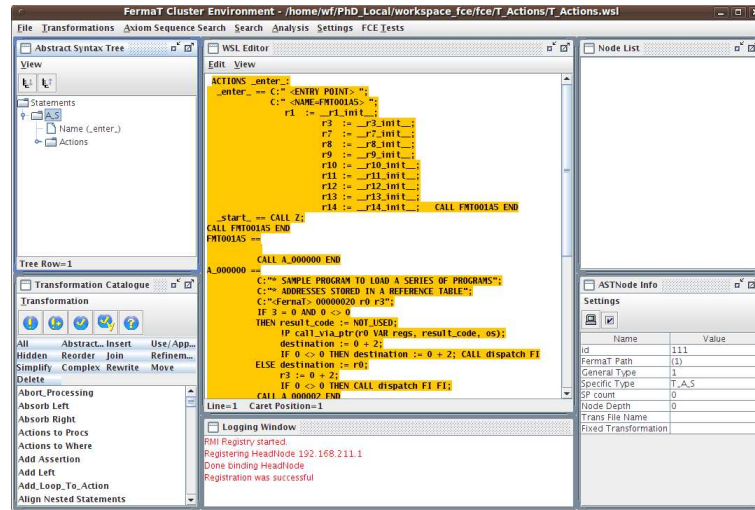 FermaT Cluster Environment - /home/wf/PhD_Local/workspace_fce/fce/T_Actions/T_Actions.wsl
File Transformations Axiom Sequence Search Search Analysis Settings FCE Tests
Abstract Syntax Tree
View
Statements
A_S
Name (_enter_)
Actions
Tree Row=1
WSL Editor
Edit View
ACTIONS _enter_:
_enter_ == C:" <ENTRY POINT> ";
C:" <NAME=FMT001A5> ";
r1 := __r1_init__;
r3 := __r3_init__;
r7 := __r7_init__;
r8 := __r8_init__;
r9 := __r9_init__;
r10 := __r10_init__;
r11 := __r11_init__;
r12 := __r12_init__;
r13 := __r13_init__;
r14 := __r14_init__; CALL FMT001A5 END
_start_ == CALL Z;
CALL FMT001A5 END
FMT001A5 ==
CALL A_000000 END
A_000000 ==
C:"* SAMPLE PROGRAM TO LOAD A SERIES OF PROGRAMS";
C:"* ADDRESSES STORED IN A REFERENCE TABLE";
C:"<FermaT> 00000020 r0 r3";
IF 3 = 0 AND 0 <> 0
THEN result_code := NOT_USED;
!P call_via_ptr(r0 VAR regs, result_code, os);
destination := 0 + 2;
IF 0 <> 0 THEN destination := 0 + 2; CALL dispatch FI
ELSE destination := r0;
r3 := 0 + 2;
IF 0 <> 0 THEN CALL dispatch FI FI;
CALL A_000002 END
Line=1 Caret Position=1
Node List
Transformation Catalogue
Transformation
All Abstract... Insert Use/App...
Hidden Reorder Join Refinem...
Simplify Complex Rewrite Move
Delete
Abort_Processing
Absorb Left
Absorb Right
Actions to Procs
Actions to Where
Add Assertion
Add Left
Add_Loop_To_Action
Align Nested Statements
Logging Window
RMI Registry started.
Registering HeadNode 192.168.211.1
Done binding HeadNode
Registration was successful
ASTNode Info
Settings
Name Value
id 111
FermaT Path (1)
General Type 1
Specific Type T_A_S
SP count 0
Node Depth 0
Trans File Name
Fixed Transformation